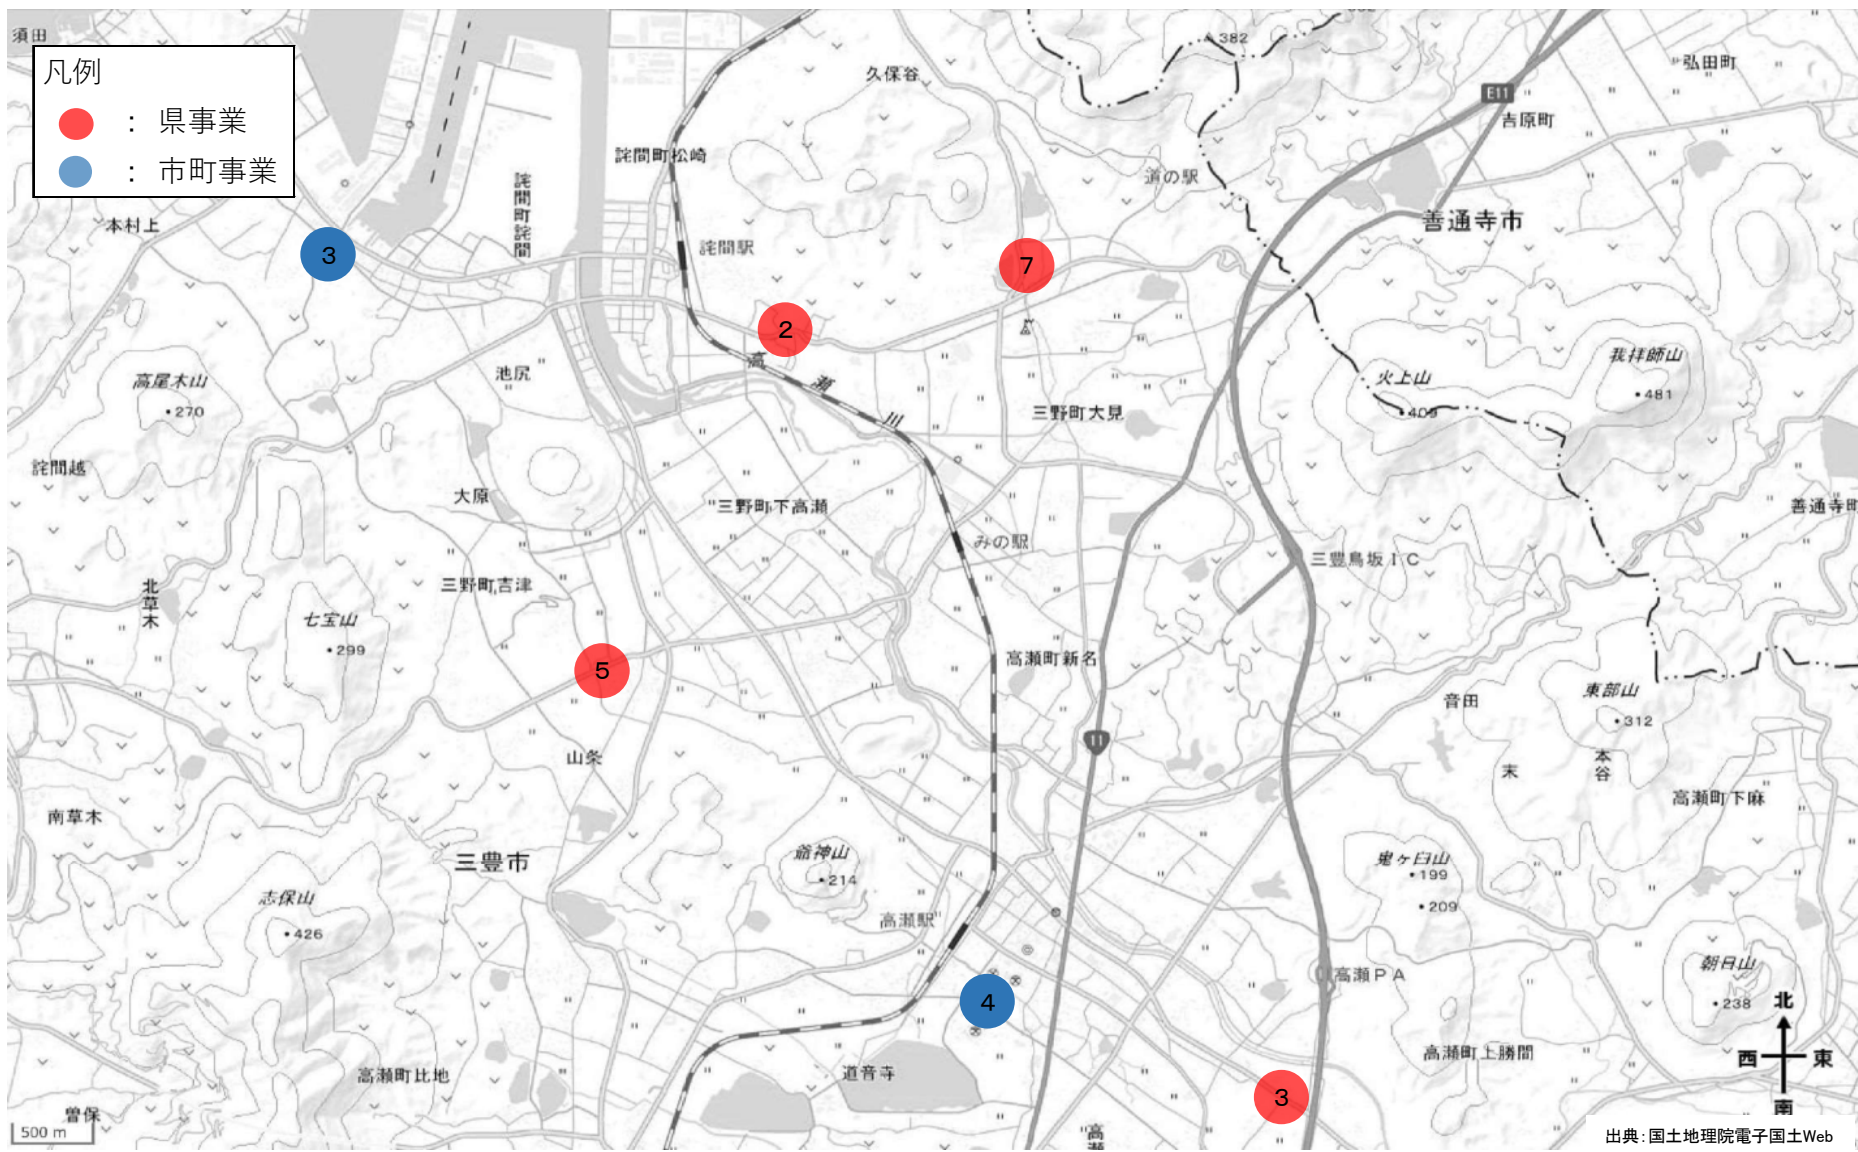 須田
凡例
： 県事業
： 市町事業
382
久保谷
弘田町
E11
吉原町
詫間町松崎
道の駅
詫間町詫間
本村上
善通寺市
詫間駅
3
7
2
高瀬川
我拝師山
481
火上山
409
池尻
高尾木山
270
三野町大見
詫間越
大原
三野町下高瀬
善通寺町
みの駅
三豊鳥坂IC
北草木
三野町吉津
七宝山
299
5
高瀬町新名
東部山
312
音田
11
山条
末
本谷
高瀬町下麻
南草木
三豊市
爺神山
214
鬼ヶ臼山
199
209
志保山
426
高瀬駅
高瀬PA
朝日山
238
4
北
西
東
南
高瀬町上勝間
道音寺
高瀬町比地
3
曽保
500 m
高瀬
出典：国土地理院電子国土Web